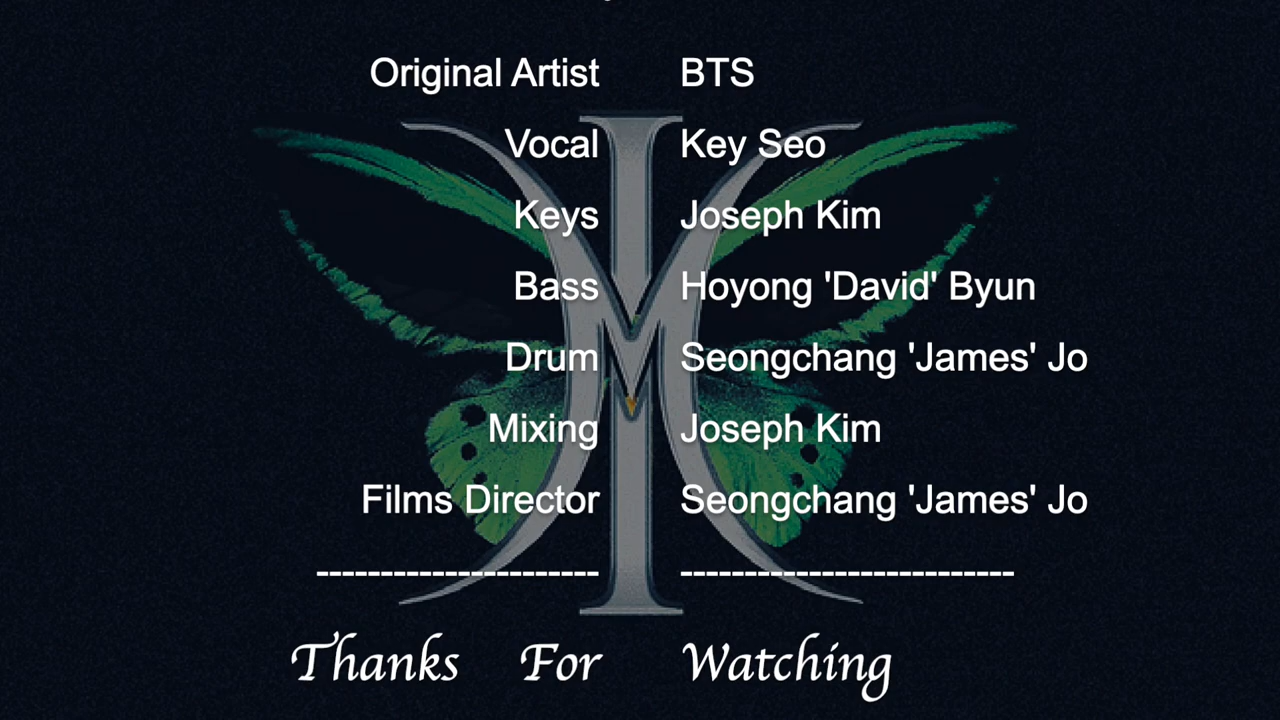 Original Artist BTS
Vocal Key Seo
Keys Joseph Kim
Bass Hoyong 'David' Byun
Drum Seongchang 'James' Jo
Mixing Joseph Kim
Films Director Seongchang 'James' Jo
---------------------- --------------------------
Thanks For Watching